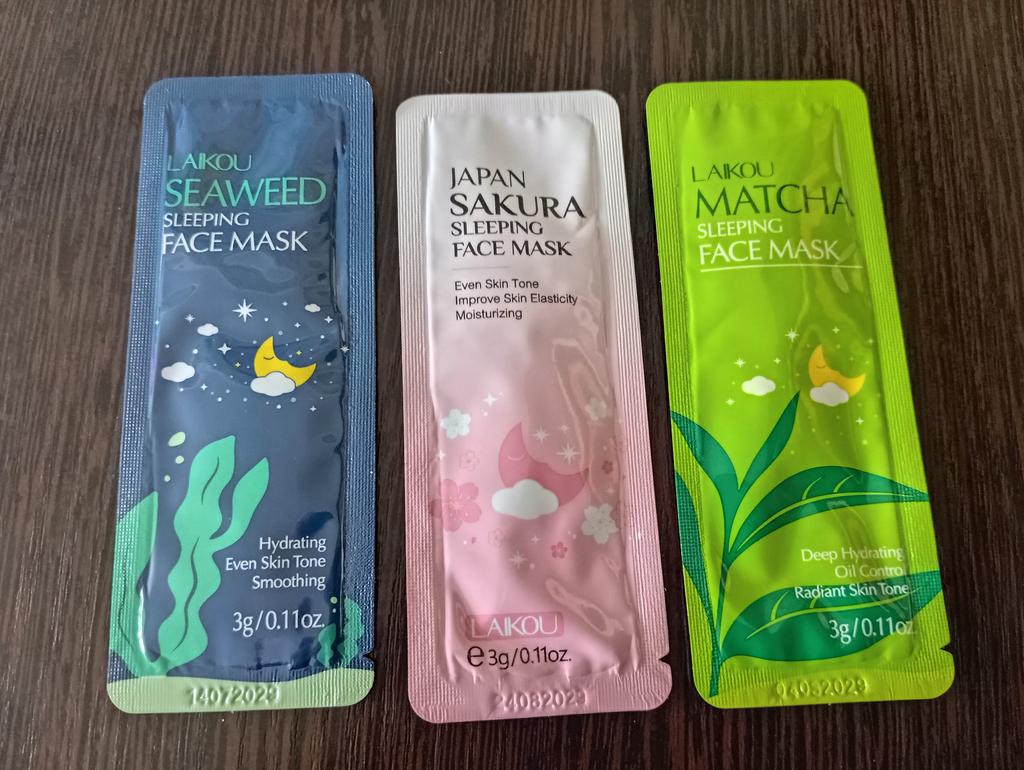 LAIKOU
SEAWEED
SLEEPING
FACE MASK
Hydrating
Even Skin Tone
Smoothing
3g/0.11oz.
14072029
JAPAN
SAKURA
SLEEPING
FACE MASK
Even Skin Tone
Improve Skin Elasticity
Moisturizing
LAIKOU
e 3g/0.11oz.
24082029
LAIKOU
MATCHA
SLEEPING
FACE MASK
Deep Hydrating
Oil Control
Radiant Skin Tone
3g/0.11oz
04082029